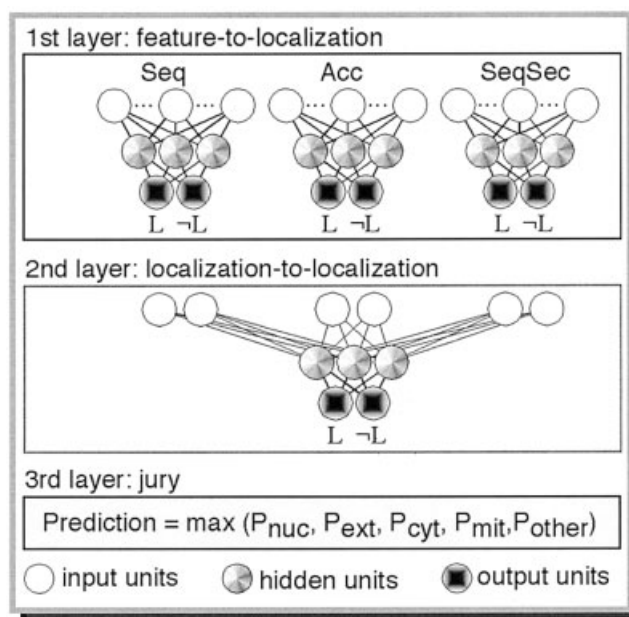 1st layer: feature-to-localization
Seq Acc SeqSec
... ... ... ... ... ...
L ¬L L ¬L L ¬L
2nd layer: localization-to-localization
L ¬L
3rd layer: jury
Prediction = max (Pnuc, Pext, Pcyt, Pmit,Pother)
input units hidden units output units